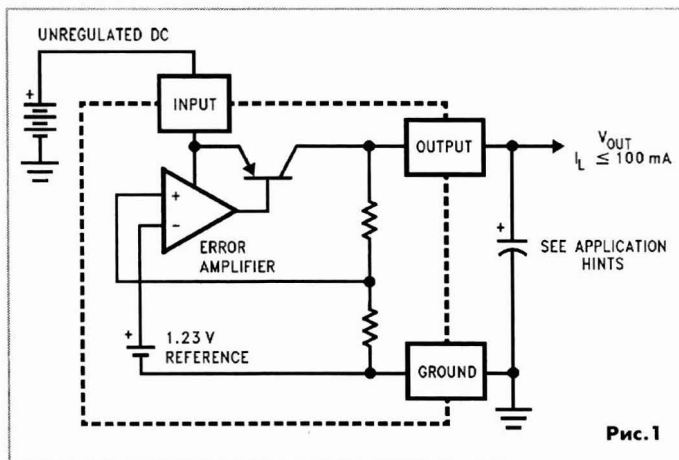 UNREGULATED DC
+
INPUT
OUTPUT
V_OUT
I_L ≤ 100 mA
+
−
ERROR
AMPLIFIER
+
SEE APPLICATION
HINTS
+
1.23 V
REFERENCE
GROUND
Рис.1